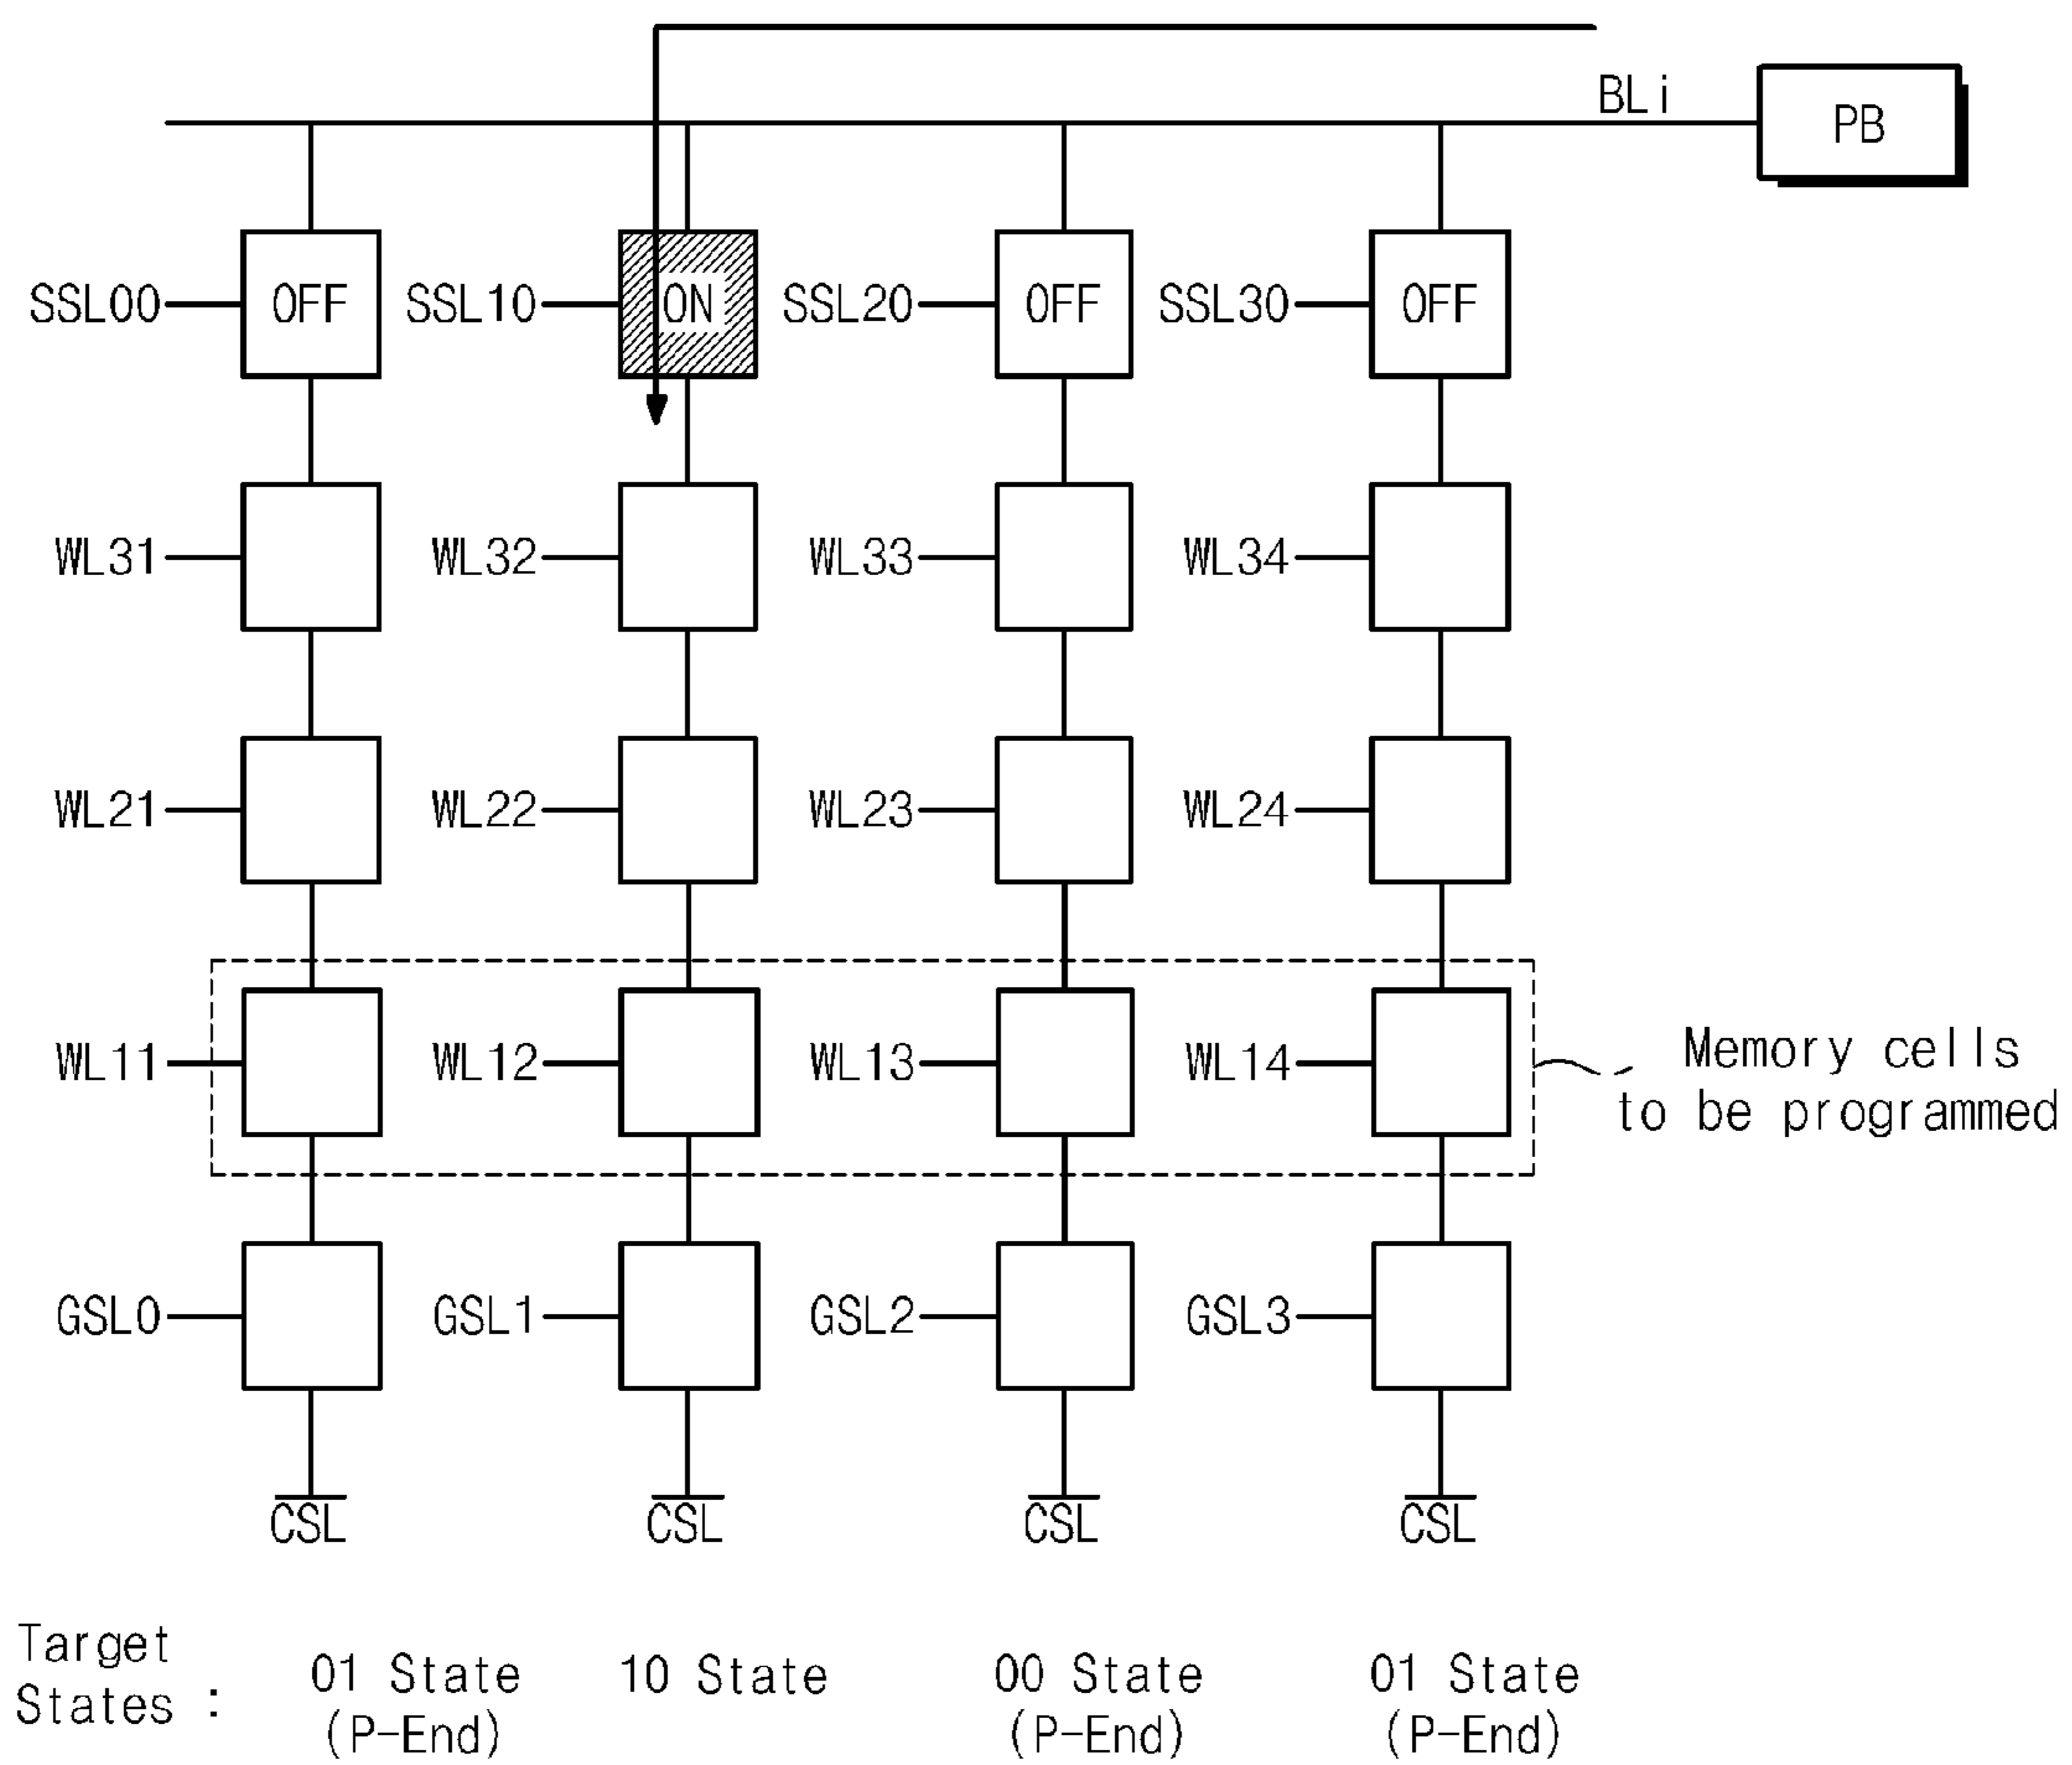 BLi
PB
SSL00 OFF SSL10 ON SSL20 OFF SSL30 OFF
WL31 WL32 WL33 WL34
WL21 WL22 WL23 WL24
WL11 WL12 WL13 WL14
Memory cells
to be programmed
GSL0 GSL1 GSL2 GSL3
CSL CSL CSL CSL
Target
States :
01 State 10 State 00 State 01 State
(P-End) (P-End) (P-End)